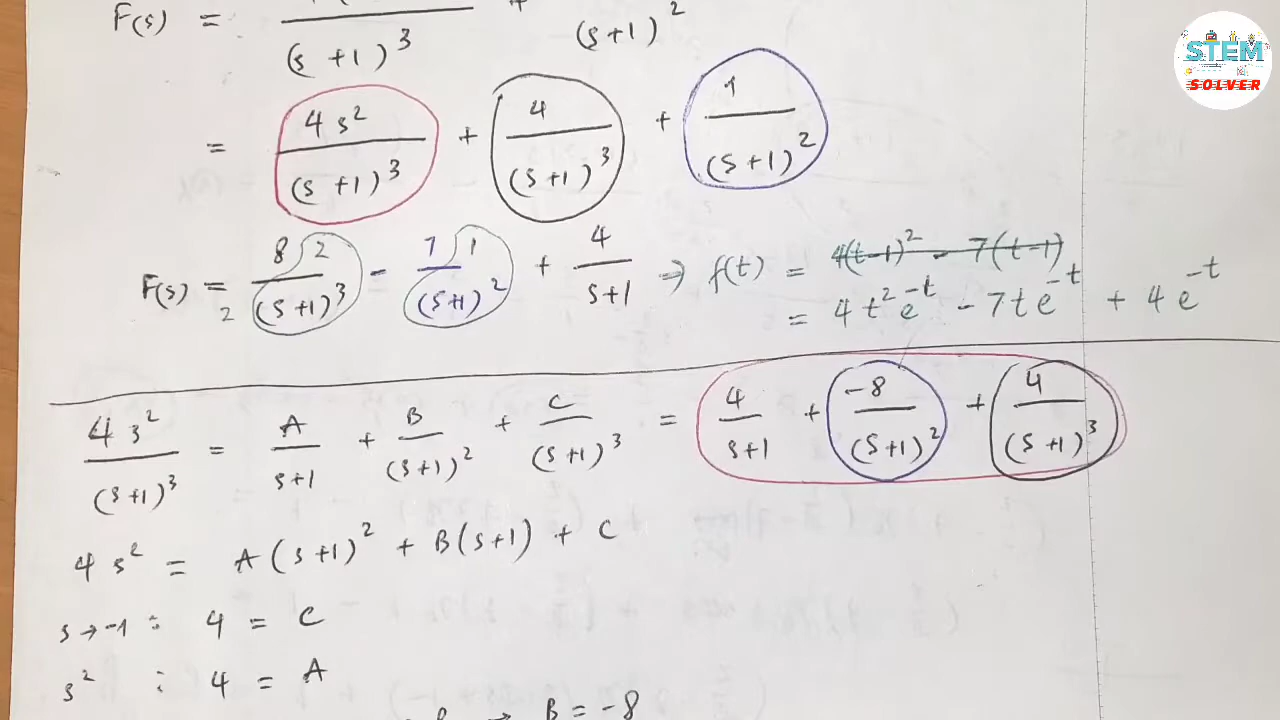 STEM
SOLVER
F(s) = / (s+1)^3 + / (s+1)^2
= 4s^2 / (s+1)^3 + 4 / (s+1)^3 + 1 / (s+1)^2
F(s) = 8 2 / (s+1)^3 - 7 1 / (s+1)^2 + 4 / s+1 ⇒ f(t) = 4(t-1)^2 - 7(t-1)
2
= 4t^2e^-t - 7te^-t + 4e^-t
4s^2 / (s+1)^3 = A / s+1 + B / (s+1)^2 + C / (s+1)^3 = 4 / s+1 + -8 / (s+1)^2 + 4 / (s+1)^3
4s^2 = A(s+1)^2 + B(s+1) + C
s→-1 : 4 = C
s^2 : 4 = A
→ B = -8